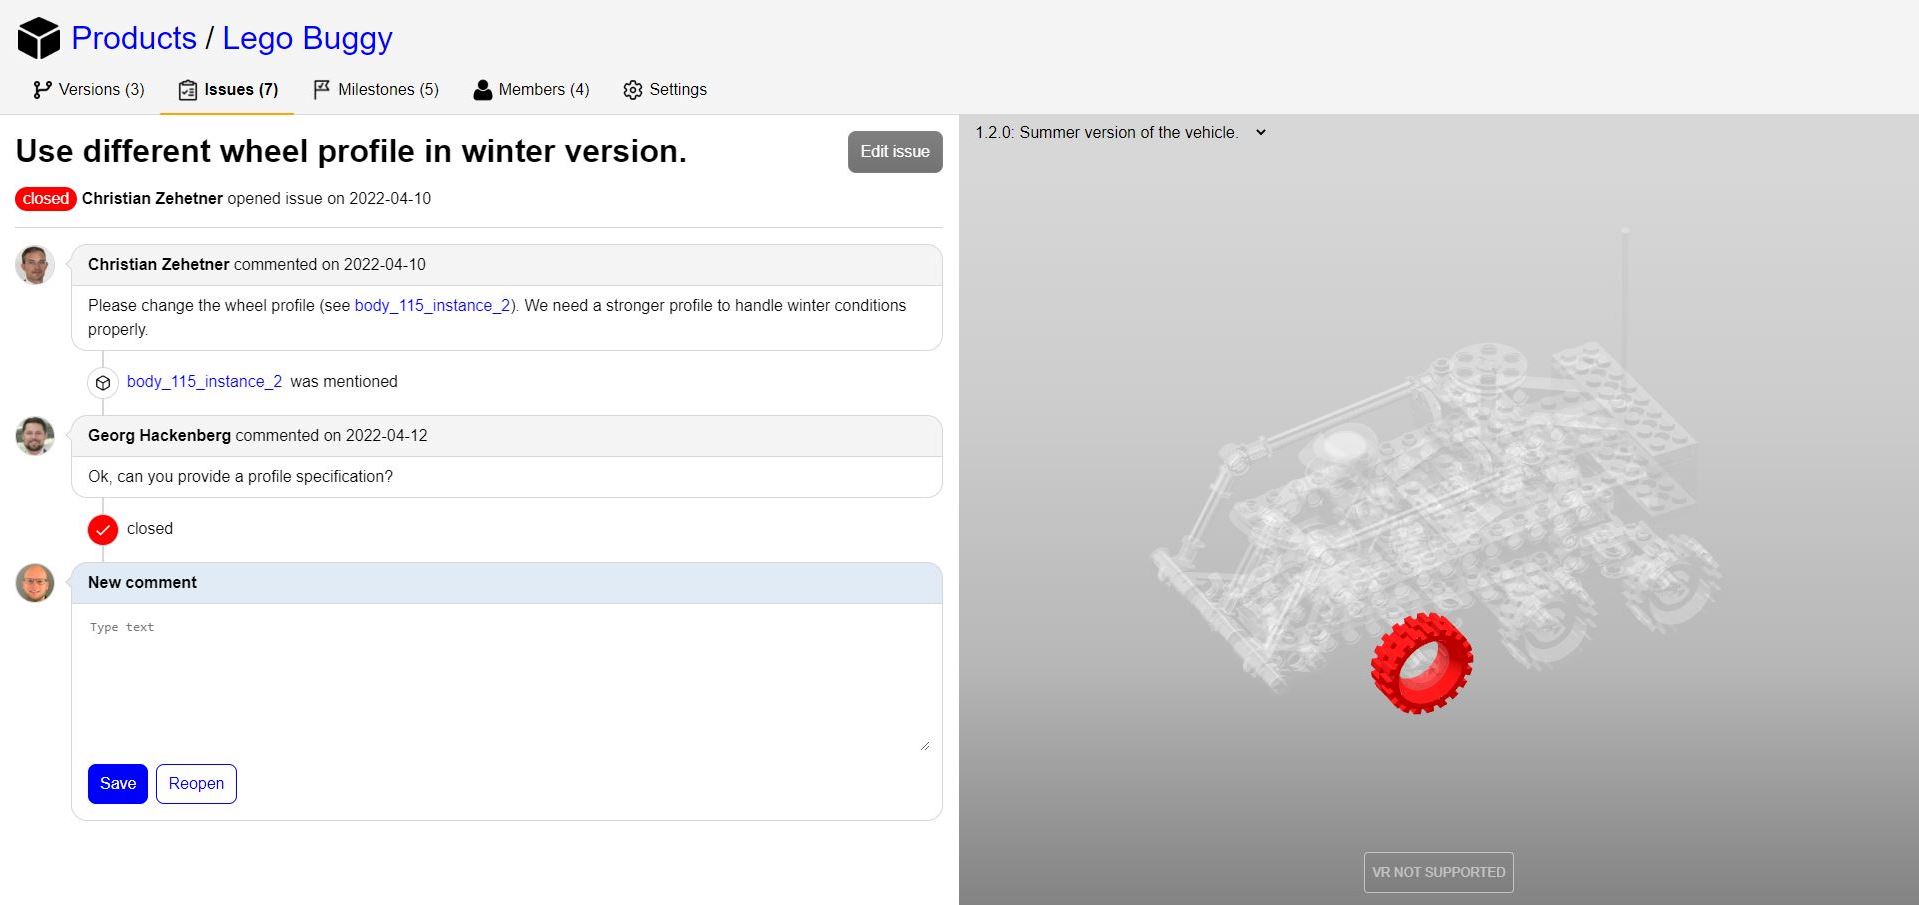 Products / Lego Buggy
Versions (3) Issues (7) Milestones (5) Members (4) Settings
Use different wheel profile in winter version.
Edit issue
closed Christian Zehetner opened issue on 2022-04-10
Christian Zehetner commented on 2022-04-10
Please change the wheel profile (see body_115_instance_2). We need a stronger profile to handle winter conditions
properly.
body_115_instance_2 was mentioned
Georg Hackenberg commented on 2022-04-12
Ok, can you provide a profile specification?
closed
New comment
Type text
Save Reopen
1.2.0: Summer version of the vehicle.
VR NOT SUPPORTED